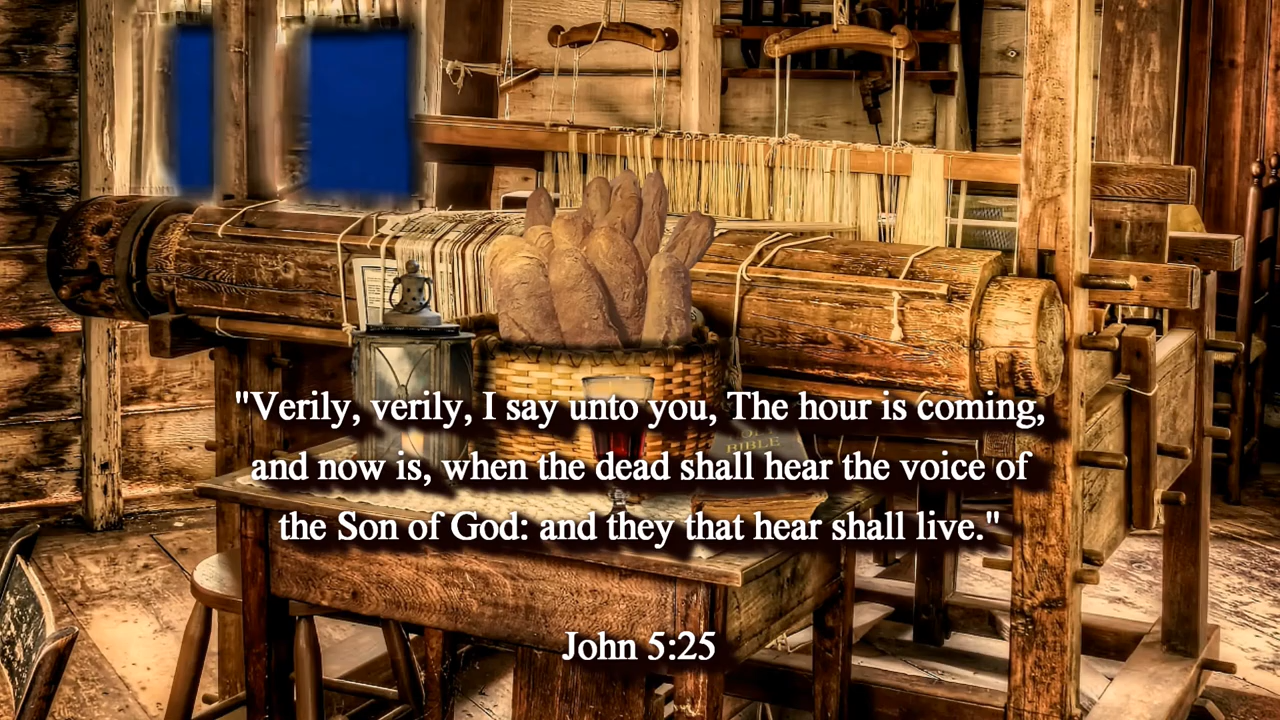 "Verily, verily, I say unto you, The hour is coming,
and now is, when the dead shall hear the voice of
the Son of God: and they that hear shall live."
BIBLE
John 5:25